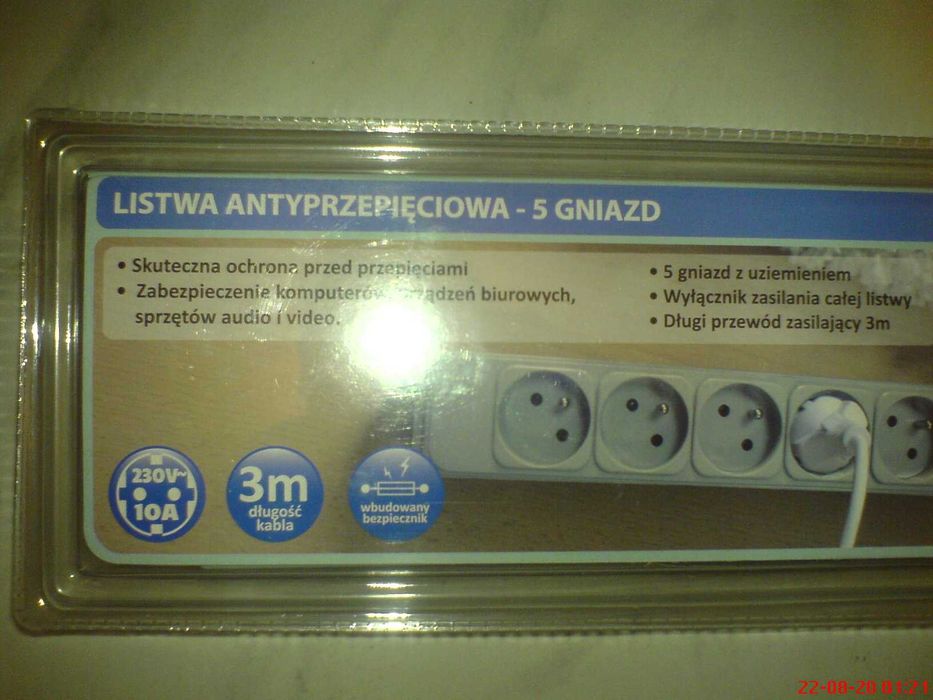 LISTWA ANTYPRZEPIĘCIOWA - 5 GNIAZD
• Skuteczna ochrona przed przepięciami
• Zabezpieczenie komputerów, biurowych,
sprzętów audio i video.
• 5 gniazd z uziemieniem
• Wyłącznik zasilania całej listwy
• Długi przewód zasilający 3m
230V~
10A
3m
długość
kabla
wbudowany
bezpiecznik
22-08-20 01:21